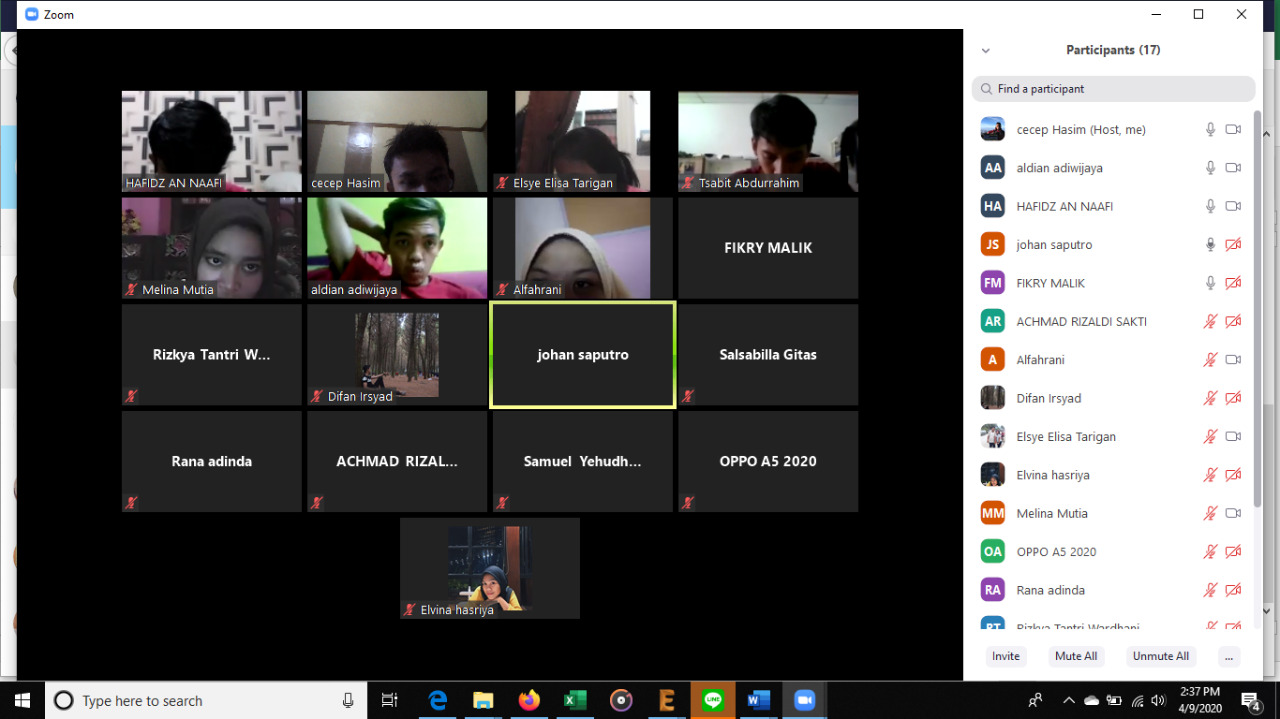 Zoom
HAFIDZ AN NAAFI
cecep Hasim
Elsye Elisa Tarigan
Tsabit Abdurrahim
Melina Mutia
aldian adiwijaya
Alfahrani
FIKRY MALIK
Rizkya Tantri W...
Difan Irsyad
johan saputro
Salsabilla Gitas
Rana adinda
ACHMAD RIZAL...
Samuel Yehudh...
OPPO A5 2020
Elvina hasriya
Participants (17)
Find a participant
cecep Hasim (Host, me)
AA aldian adiwijaya
HA HAFIDZ AN NAAFI
JS johan saputro
FM FIKRY MALIK
AR ACHMAD RIZALDI SAKTI
A Alfahrani
Difan Irsyad
Elsye Elisa Tarigan
Elvina hasriya
MM Melina Mutia
OA OPPO A5 2020
RA Rana adinda
RT Rizkya Tantri Wardhani
Invite Mute All Unmute All ...
Type here to search
2:37 PM
4/9/2020
4